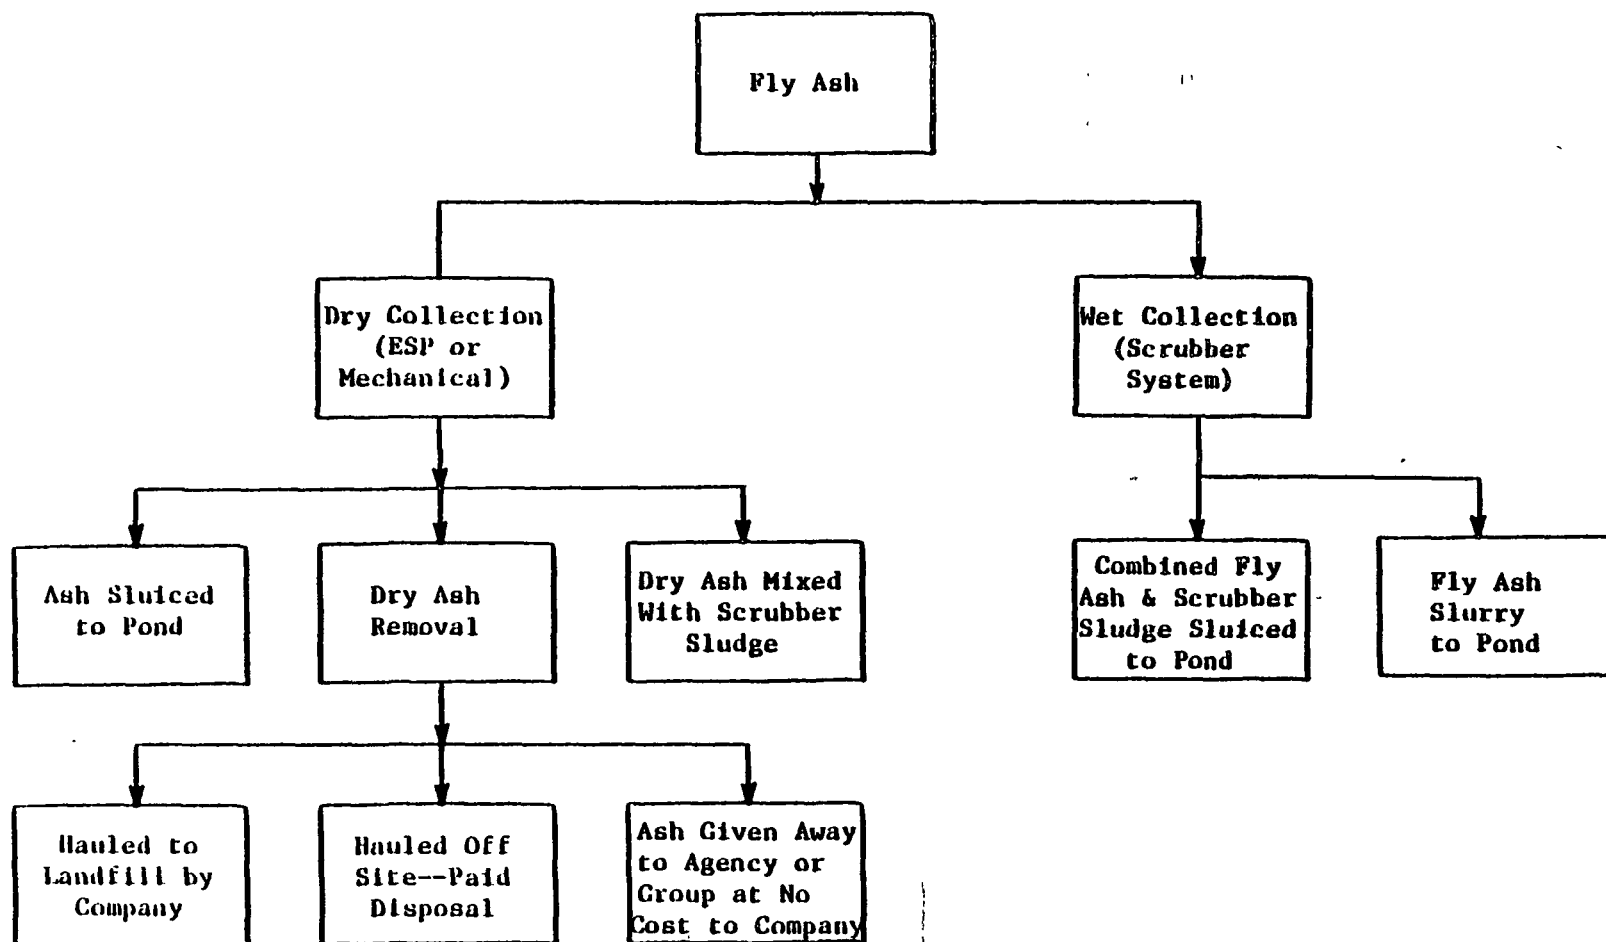 Fly Ash
Dry Collection
(ESP or
Mechanical)
Wet Collection
(Scrubber
System)
Ash Sluiced
to Pond
Dry Ash
Removal
Dry Ash Mixed
With Scrubber
Sludge
Combined Fly
Ash & Scrubber
Sludge Sluiced
to Pond
Fly Ash
Slurry
to Pond
Hauled to
Landfill by
Company
Hauled Off
Site--Paid
Disposal
Ash Given Away
to Agency or
Group at No
Cost to Company